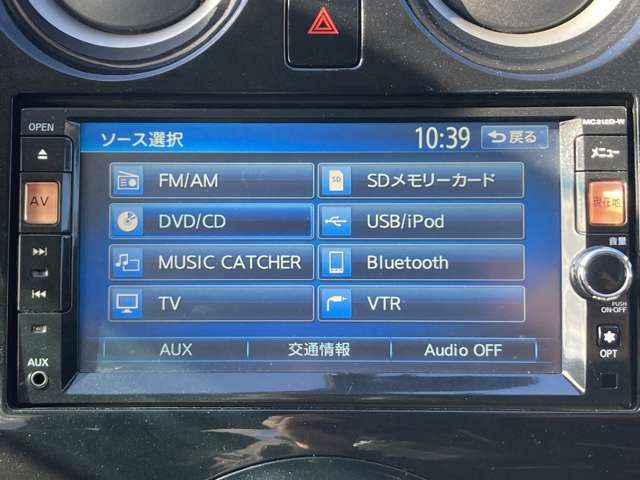 OPEN
MC312D-W
ソース選択
10:39
戻る
メニュー
FM/AM
SD
SDメモリーカード
AV
DVD/CD
USB/iPod
現在地
MUSIC CATCHER
Bluetooth
音量
TV
VTR
PUSH
ON-OFF
AUX
交通情報
Audio OFF
AUX
OPT